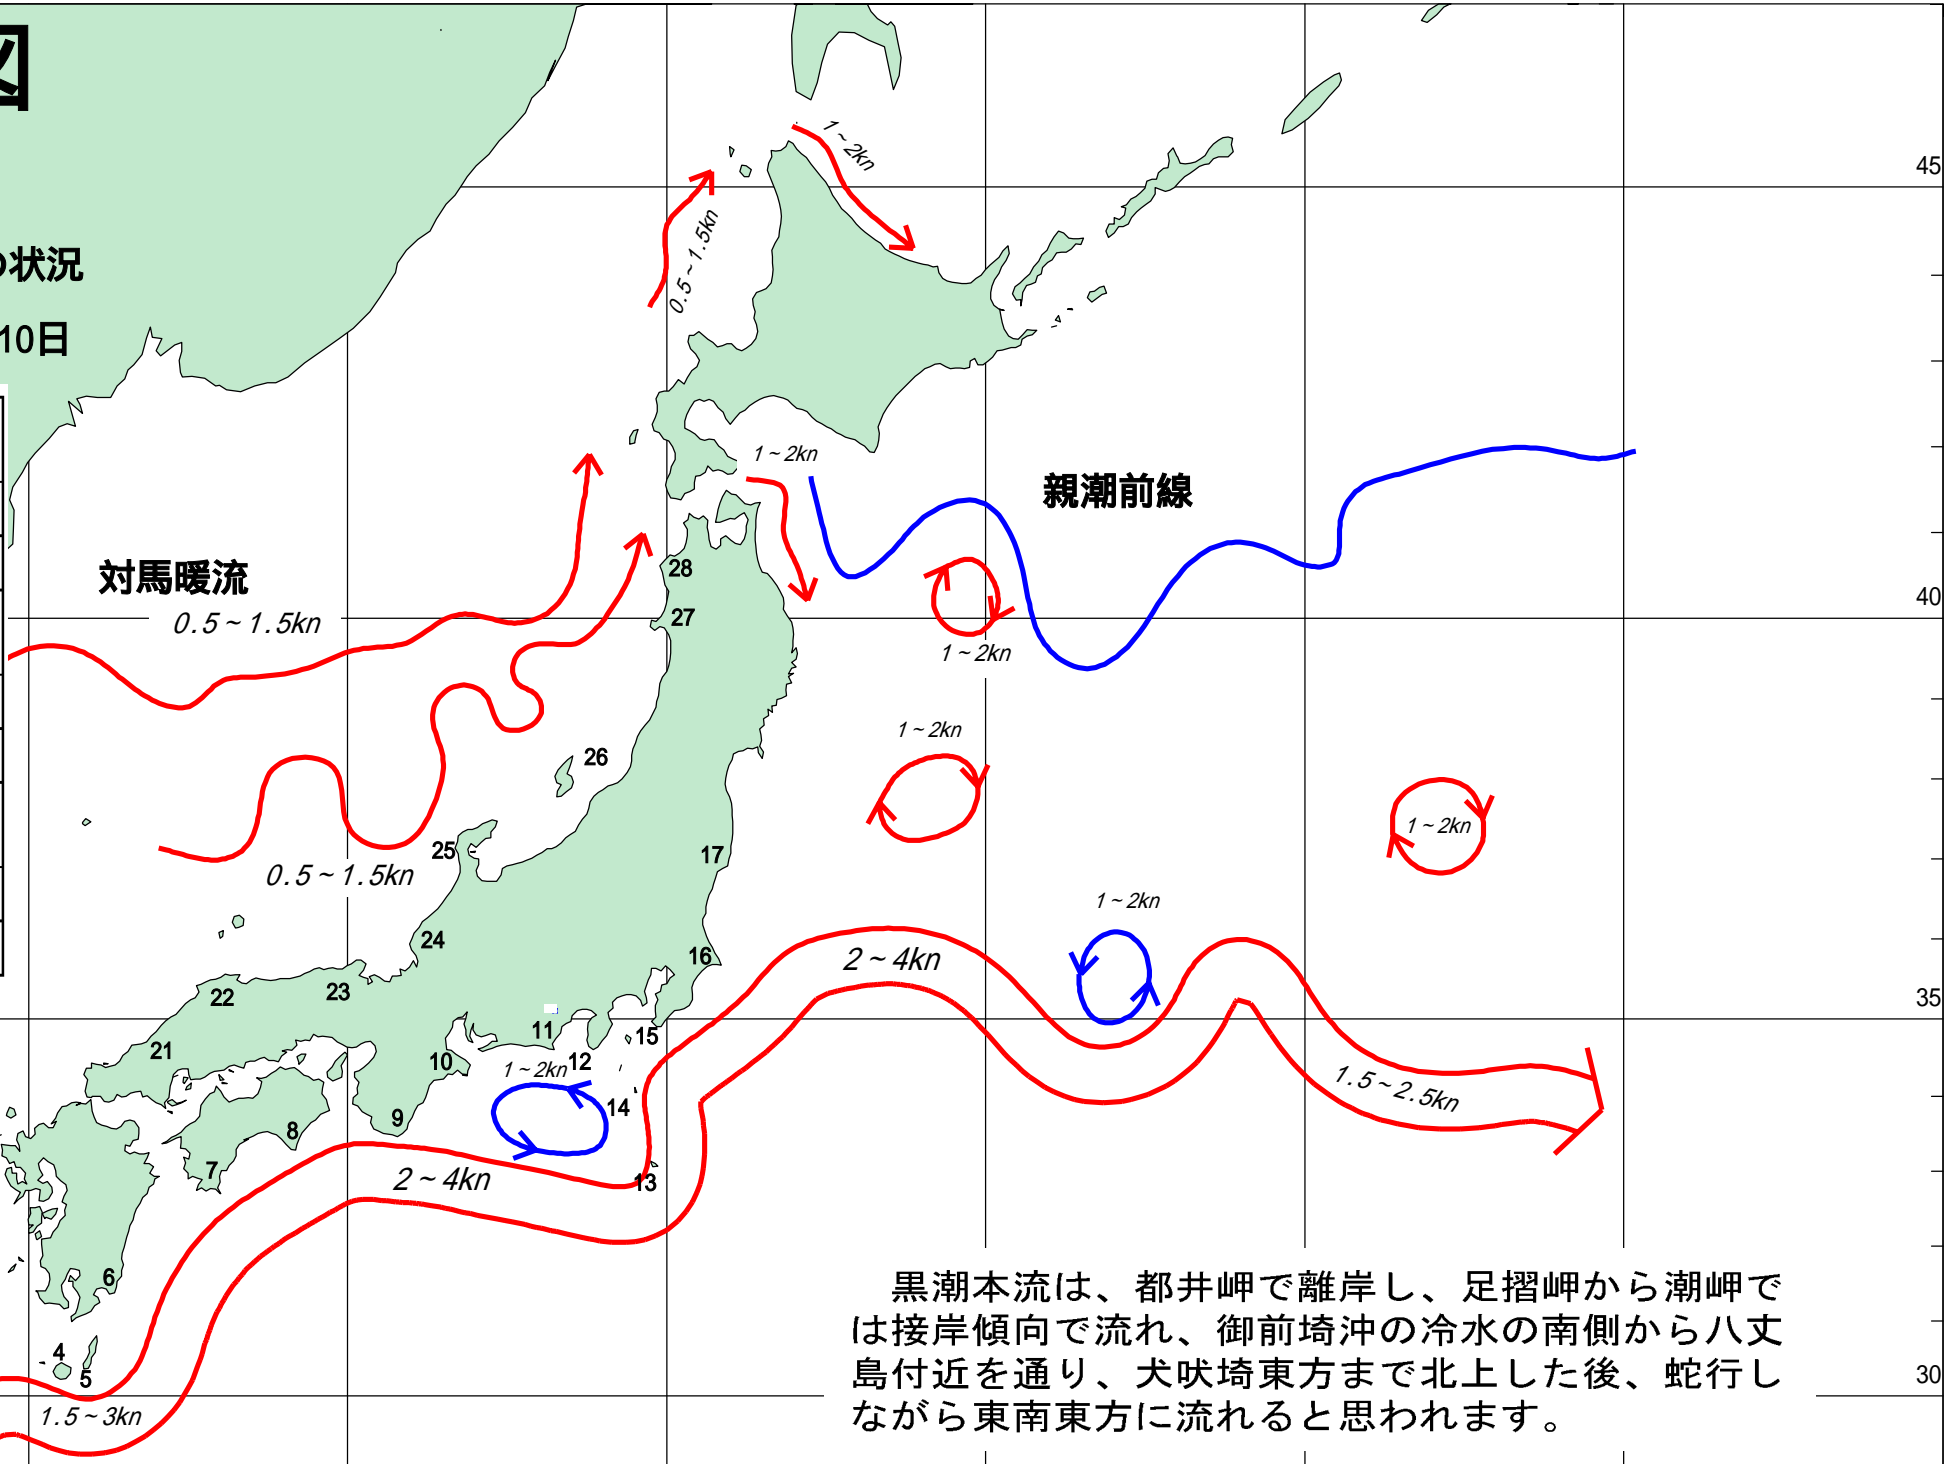 図
の状況
10日
1~2kn
45
0.5~1.5kn
1~2kn
親潮前線
対馬暖流
0.5~1.5kn
28
27
40
1~2kn
1~2kn
26
25
0.5~1.5kn
17
1~2kn
1~2kn
24
16
2~4kn
22
23
35
11
15
21
10
12
1~2kn
14
1.5~2.5kn
9
8
7
2~4kn
13
6
4
5
1.5~3kn
30
黒潮本流は、都井岬で離岸し、足摺岬から潮岬で
は接岸傾向で流れ、御前埼沖の冷水の南側から八丈
島付近を通り、犬吠埼東方まで北上した後、蛇行し
ながら東南東方に流れると思われます。